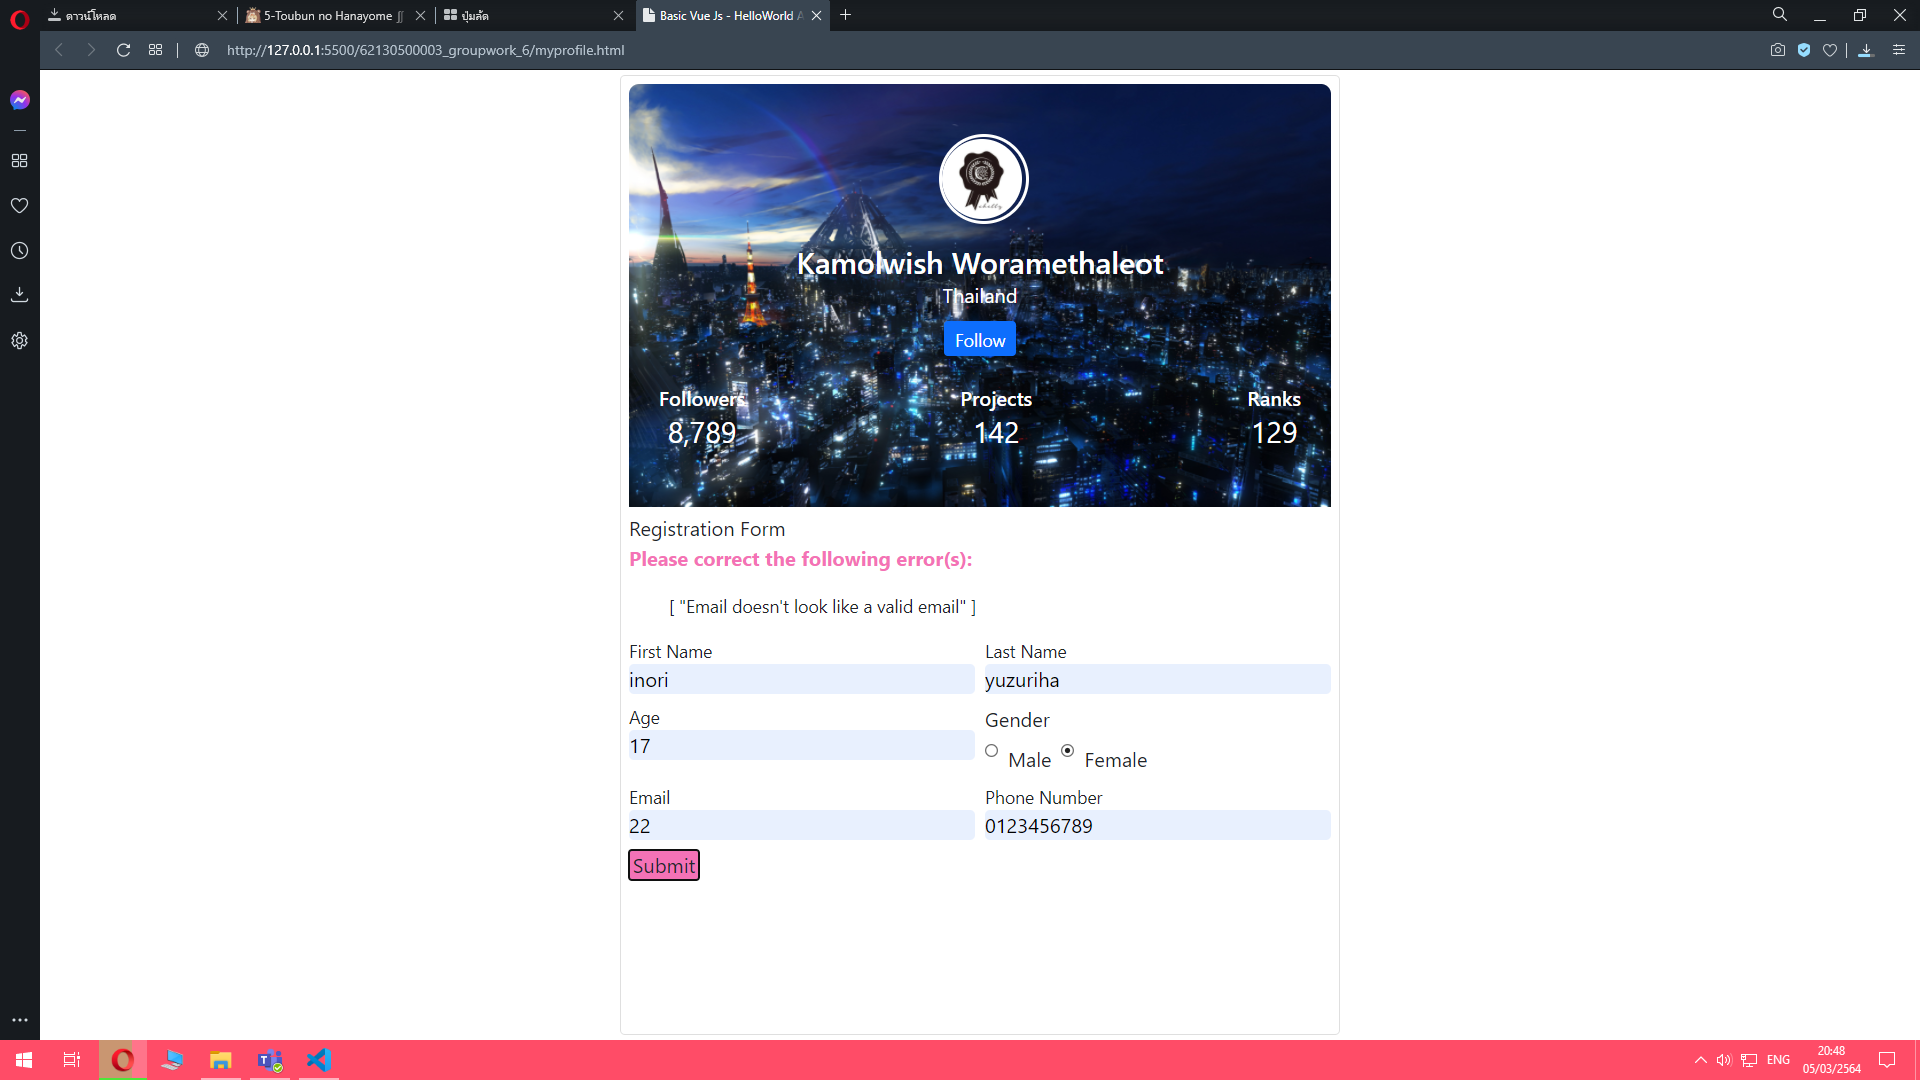 ดาวน์โหลด
5-Toubun no Hanayome ∬
ปุ่มลัด
Basic Vue Js - HelloWorld A
http://127.0.0.1:5500/62130500003_groupwork_6/myprofile.html
Kamolwish Woramethaleot
Thailand
Follow
Followers Projects Ranks
8,789 142 129
Registration Form
Please correct the following error(s):
[ "Email doesn't look like a valid email" ]
First Name Last Name
inori yuzuriha
Age Gender
17
Male Female
Email Phone Number
22 0123456789
Submit
ENG
20:48
05/03/2564